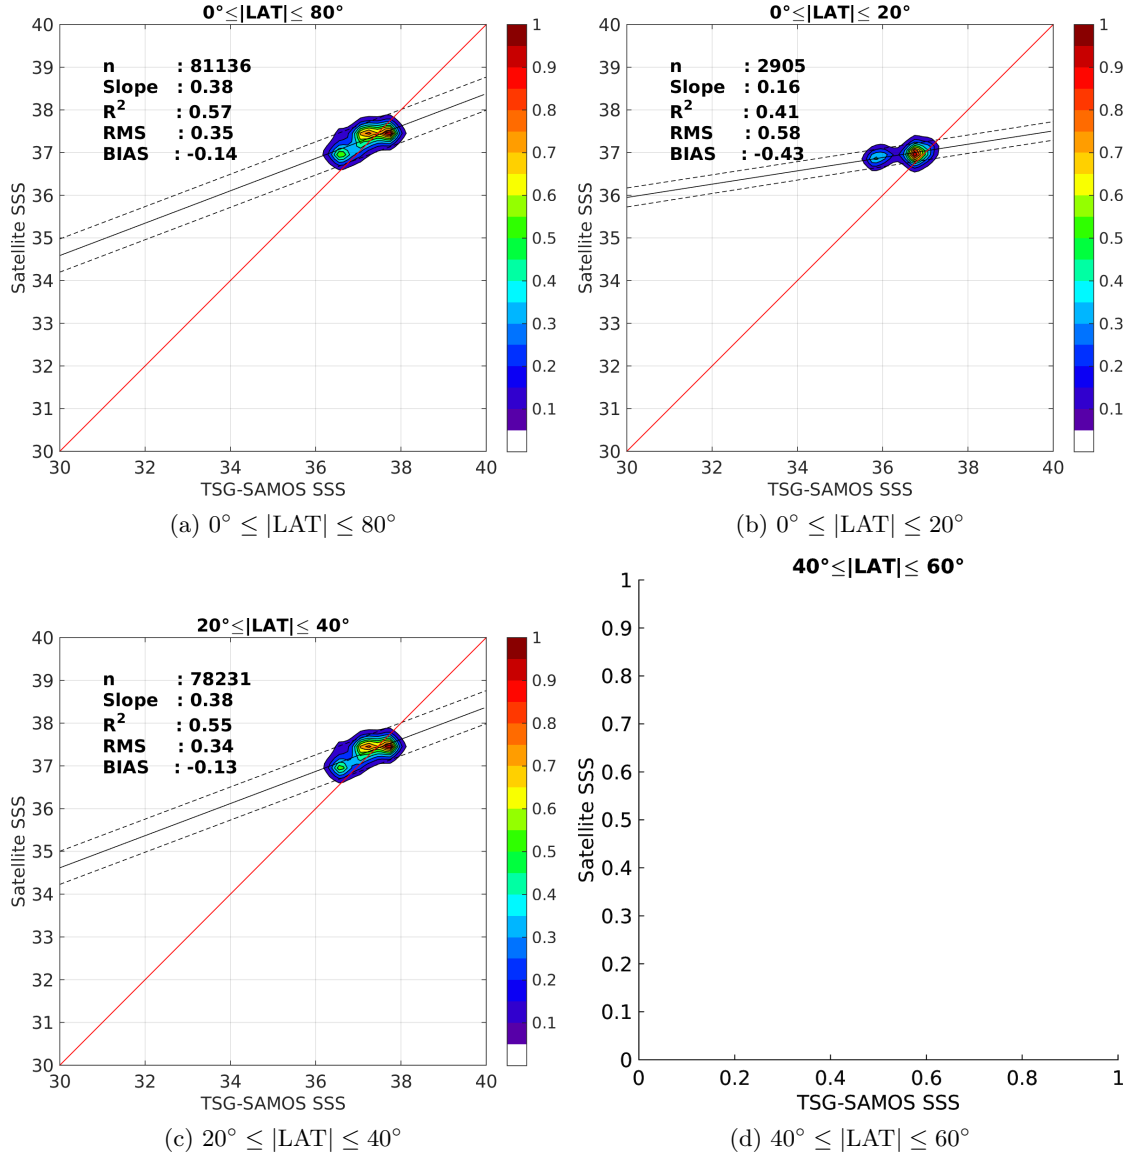 0°≤|LAT|≤ 80°
n : 81136
Slope : 0.38
R² : 0.57
RMS : 0.35
BIAS : -0.14
40
39
38
37
36
35
34
33
32
31
30
30 32 34 36 38 40
Satellite SSS
TSG-SAMOS SSS
1
0.9
0.8
0.7
0.6
0.5
0.4
0.3
0.2
0.1
(a) 0° ≤ |LAT| ≤ 80°
0°≤|LAT|≤ 20°
n : 2905
Slope : 0.16
R² : 0.41
RMS : 0.58
BIAS : -0.43
40
39
38
37
36
35
34
33
32
31
30
30 32 34 36 38 40
Satellite SSS
TSG-SAMOS SSS
1
0.9
0.8
0.7
0.6
0.5
0.4
0.3
0.2
0.1
(b) 0° ≤ |LAT| ≤ 20°
20°≤|LAT|≤ 40°
n : 78231
Slope : 0.38
R² : 0.55
RMS : 0.34
BIAS : -0.13
40
39
38
37
36
35
34
33
32
31
30
30 32 34 36 38 40
Satellite SSS
TSG-SAMOS SSS
1
0.9
0.8
0.7
0.6
0.5
0.4
0.3
0.2
0.1
(c) 20° ≤ |LAT| ≤ 40°
40°≤|LAT|≤ 60°
1
0.9
0.8
0.7
0.6
0.5
0.4
0.3
0.2
0.1
0
0 0.2 0.4 0.6 0.8 1
Satellite SSS
TSG-SAMOS SSS
(d) 40° ≤ |LAT| ≤ 60°